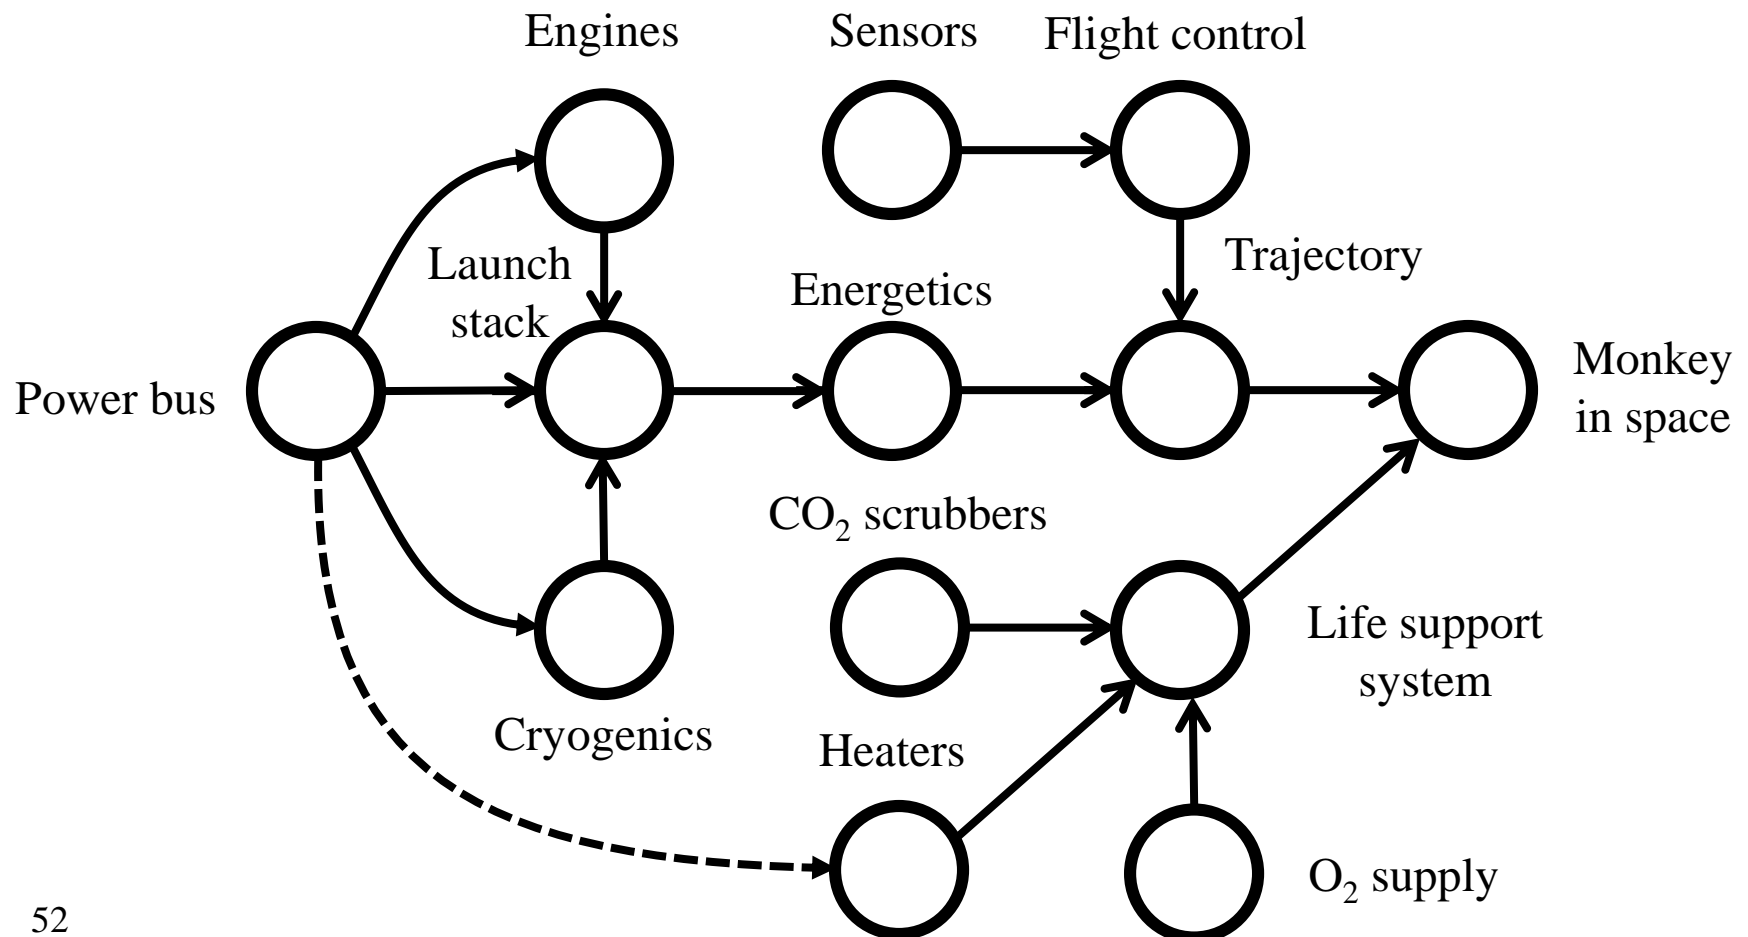 Engines
Sensors
Flight control
Launch
stack
Energetics
Trajectory
Power bus
Monkey
in space
CO₂ scrubbers
Life support
system
Cryogenics
Heaters
O₂ supply
52